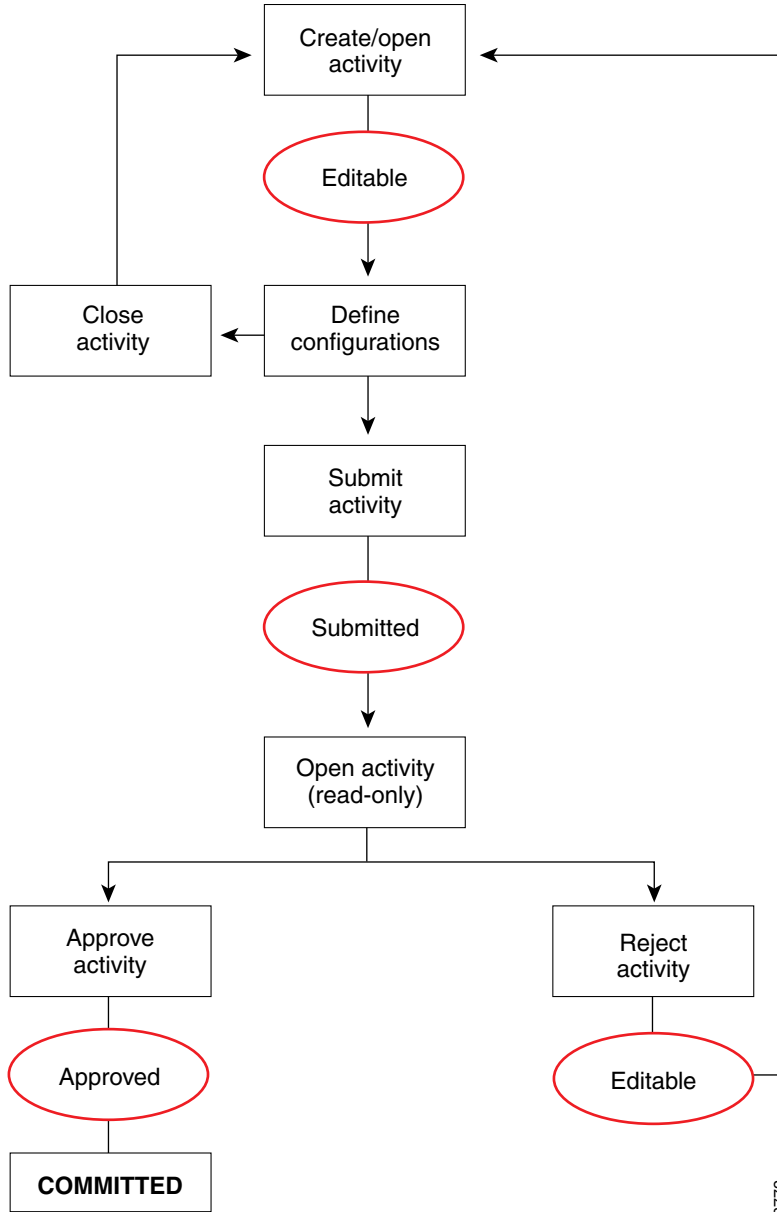 Create/open
activity
Editable
Close
activity
Define
configurations
Submit
activity
Submitted
Open activity
(read-only)
Approve
activity
Reject
activity
Approved
Editable
COMMITTED